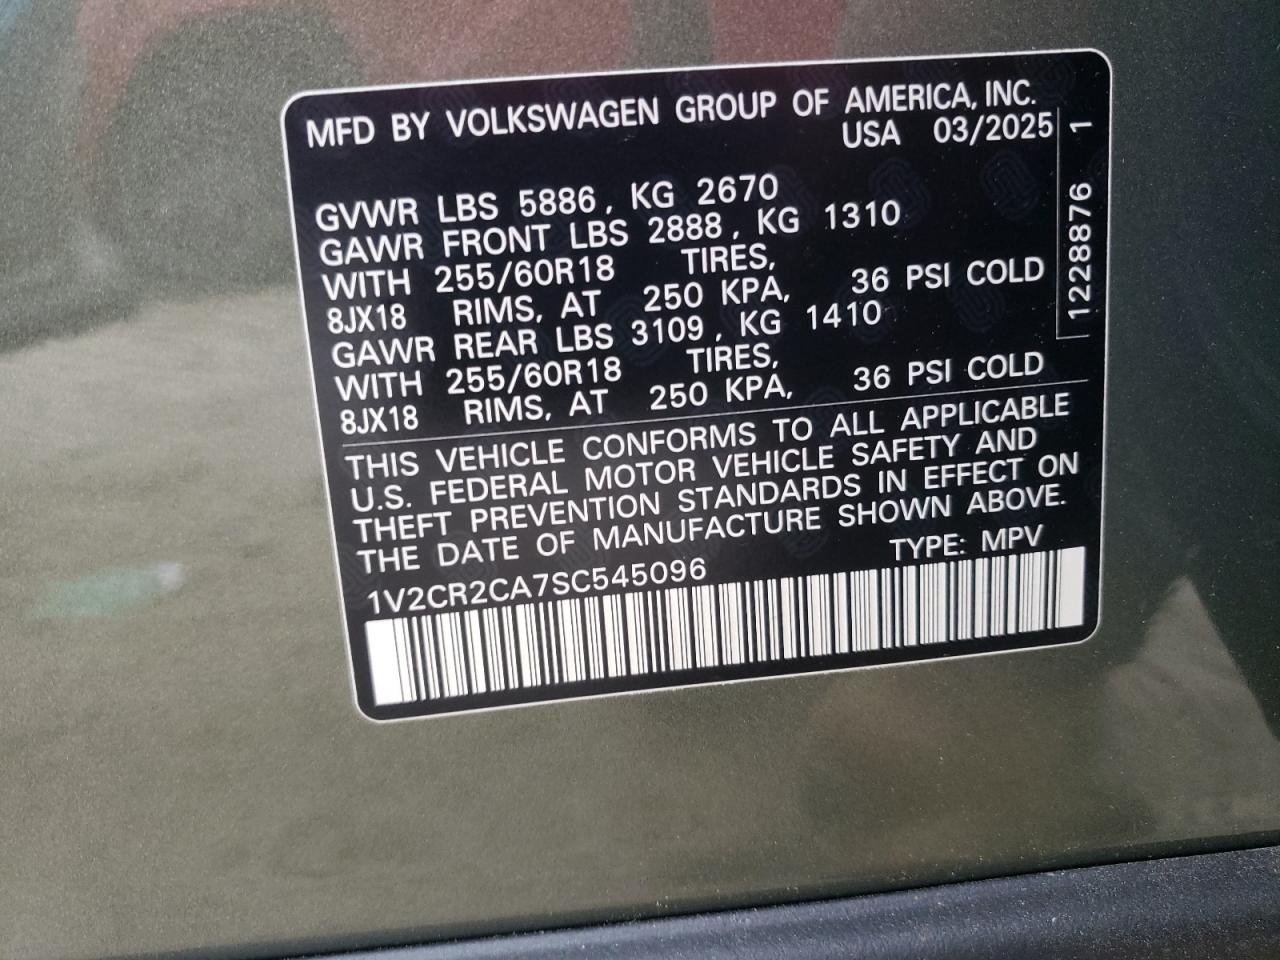 MFD BY VOLKSWAGEN GROUP OF AMERICA, INC.
USA 03/2025
GVWR LBS 5886, KG 2670
GAWR FRONT LBS 2888, KG 1310
WITH 255/60R18 TIRES,
8JX18 RIMS, AT 250 KPA, 36 PSI COLD
GAWR REAR LBS 3109, KG 1410
WITH 255/60R18 TIRES,
8JX18 RIMS, AT 250 KPA, 36 PSI COLD
THIS VEHICLE CONFORMS TO ALL APPLICABLE
U.S. FEDERAL MOTOR VEHICLE SAFETY AND
THEFT PREVENTION STANDARDS IN EFFECT ON
THE DATE OF MANUFACTURE SHOWN ABOVE.
1V2CR2CA7SC545096 TYPE: MPV
1228876 1